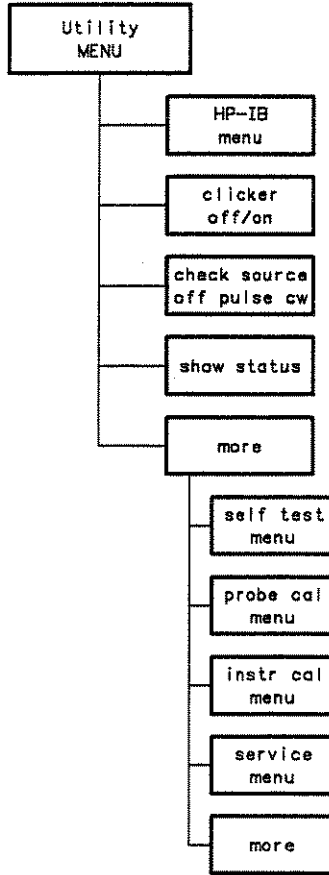 Utility
MENU
HP-IB
menu
clicker
off/on
check source
off pulse cw
show status
more
self test
menu
probe cal
menu
instr cal
menu
service
menu
more